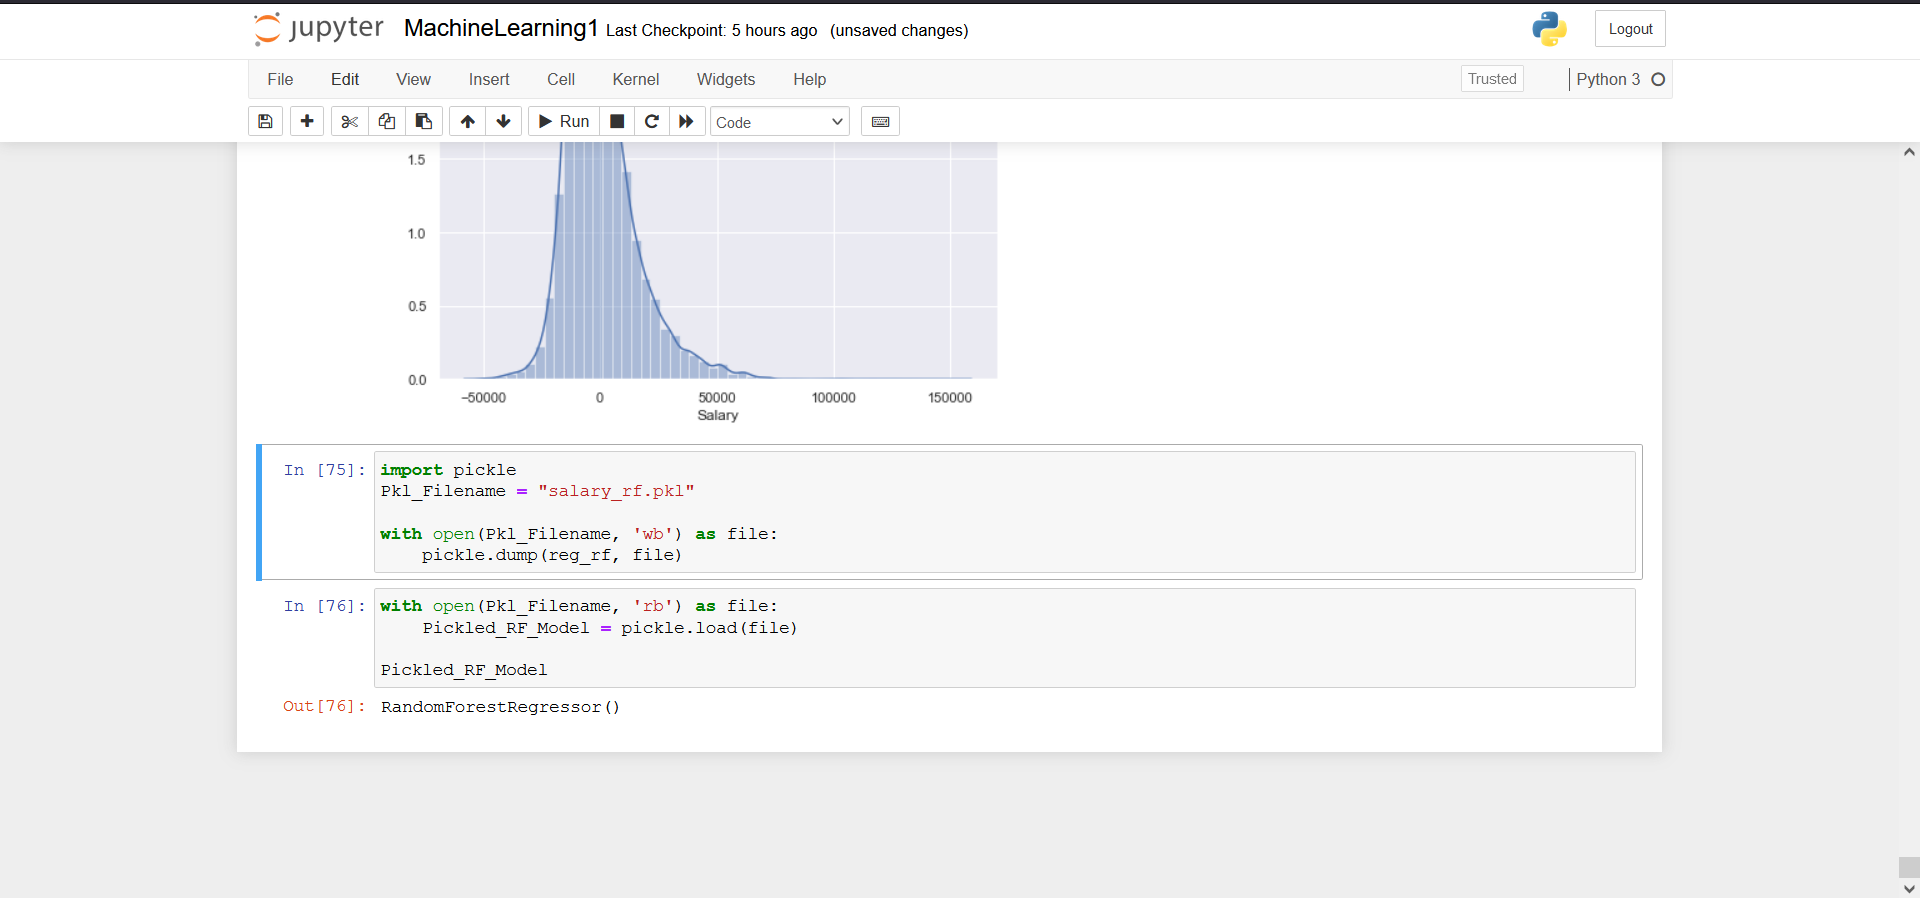 jupyter MachineLearning1 Last Checkpoint: 5 hours ago (unsaved changes) Logout
File Edit View Insert Cell Kernel Widgets Help Trusted Python 3
Run Code
1.5
1.0
0.5
0.0
−50000 0 50000 100000 150000
Salary
In [75]: import pickle
Pkl_Filename = "salary_rf.pkl"
with open(Pkl_Filename, 'wb') as file:
    pickle.dump(reg_rf, file)
In [76]: with open(Pkl_Filename, 'rb') as file:
    Pickled_RF_Model = pickle.load(file)
Pickled_RF_Model
Out[76]: RandomForestRegressor()